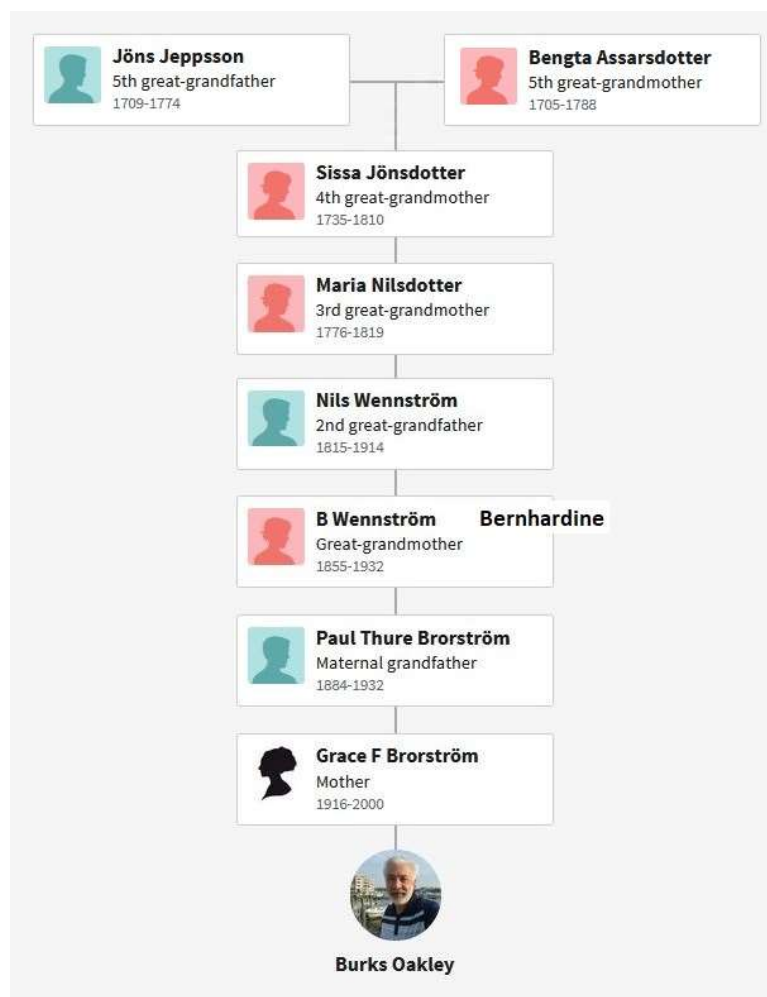 Jöns Jeppsson
5th great-grandfather
1709-1774
Bengta Assarsdotter
5th great-grandmother
1705-1788
Sissa Jönsdotter
4th great-grandmother
1735-1810
Maria Nilsdotter
3rd great-grandmother
1776-1819
Nils Wennström
2nd great-grandfather
1815-1914
B Wennström Bernhardine
Great-grandmother
1855-1932
Paul Thure Brorström
Maternal grandfather
1884-1932
Grace F Brorström
Mother
1916-2000
Burks Oakley